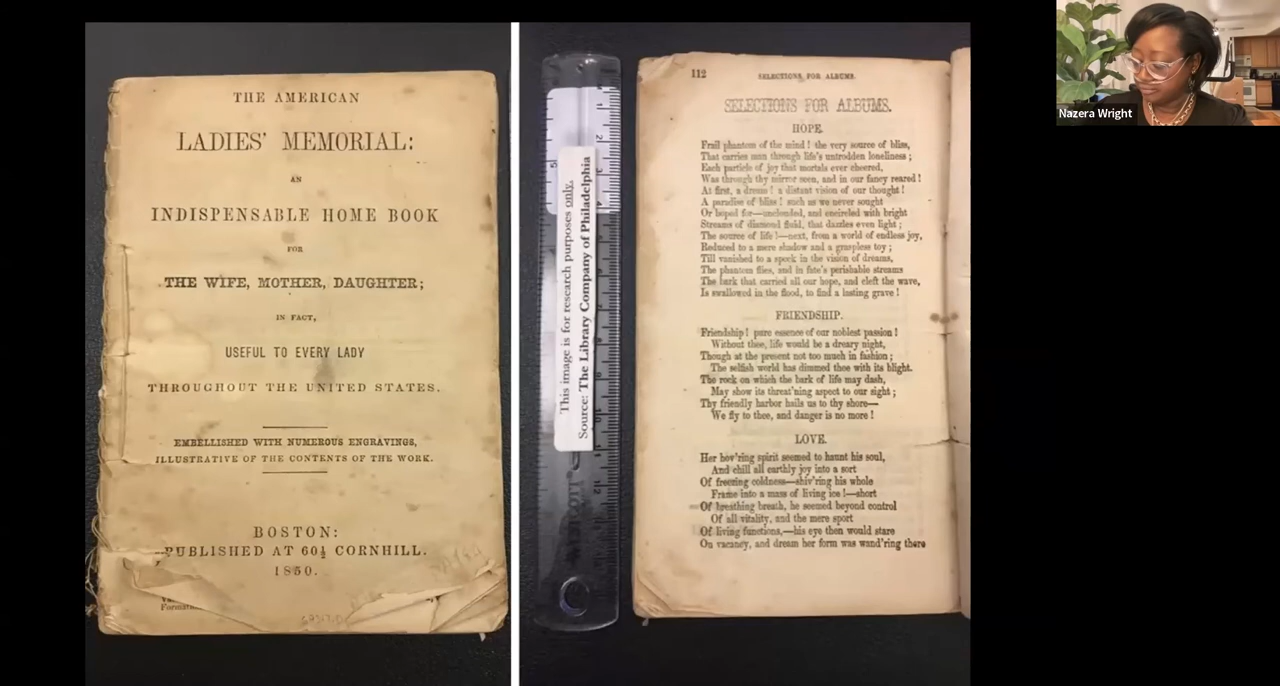 THE AMERICAN
LADIES' MEMORIAL:
AN
INDISPENSABLE HOME BOOK
FOR
THE WIFE, MOTHER, DAUGHTER;
IN FACT,
USEFUL TO EVERY LADY
THROUGHOUT THE UNITED STATES.
EMBELLISHED WITH NUMEROUS ENGRAVINGS,
ILLUSTRATIVE OF THE CONTENTS OF THE WORK.
BOSTON:
PUBLISHED AT 60½ CORNHILL.
1850.
This image is for research purposes only.
Source: The Library Company of Philadelphia
WESTCOTT
112
SELECTIONS FOR ALBUMS.
SELECTIONS FOR ALBUMS.
HOPE.
Frail phantom of the mind! the very source of bliss,
That carries man through life's untrodden loneliness;
Each particle of joy that mortals ever cheered,
Was through thy mirror seen, and in our fancy reared!
At first, a dream! a distant vision of our thought!
A paradise of bliss! such as we never sought
Or hoped for—unclouded, and encircled with bright
Streams of diamond fluid, that dazzles even light;
The source of life!—next, from a world of endless joy,
Reduced to a mere shadow and a graspless toy;
Till vanished to a speck in the vision of dreams,
The phantom flies, and in fate's perishable streams
The bark that carried all our hope, and cleft the wave,
Is swallowed in the flood, to find a lasting grave!
FRIENDSHIP.
Friendship! pure essence of our noblest passion!
Without thee, life would be a dreary night,
Though at the present not too much in fashion;
The selfish world has dimmed thee with its blight.
The rock on which the bark of life may dash,
May show its threat'ning aspect to our sight;
Thy friendly harbor hails us to thy shore—
We fly to thee, and danger is no more!
LOVE.
Her hov'ring spirit seemed to haunt his soul,
And chill all earthly joy into a sort
Of freezing coldness—shiv'ring his whole
Frame into a mass of living ice!—short
Of breathing breath, he seemed beyond control
Of all vitality, and the mere sport
Of living functions,—his eye then would stare
On vacancy, and dream her form was wand'ring there
Nazera Wright